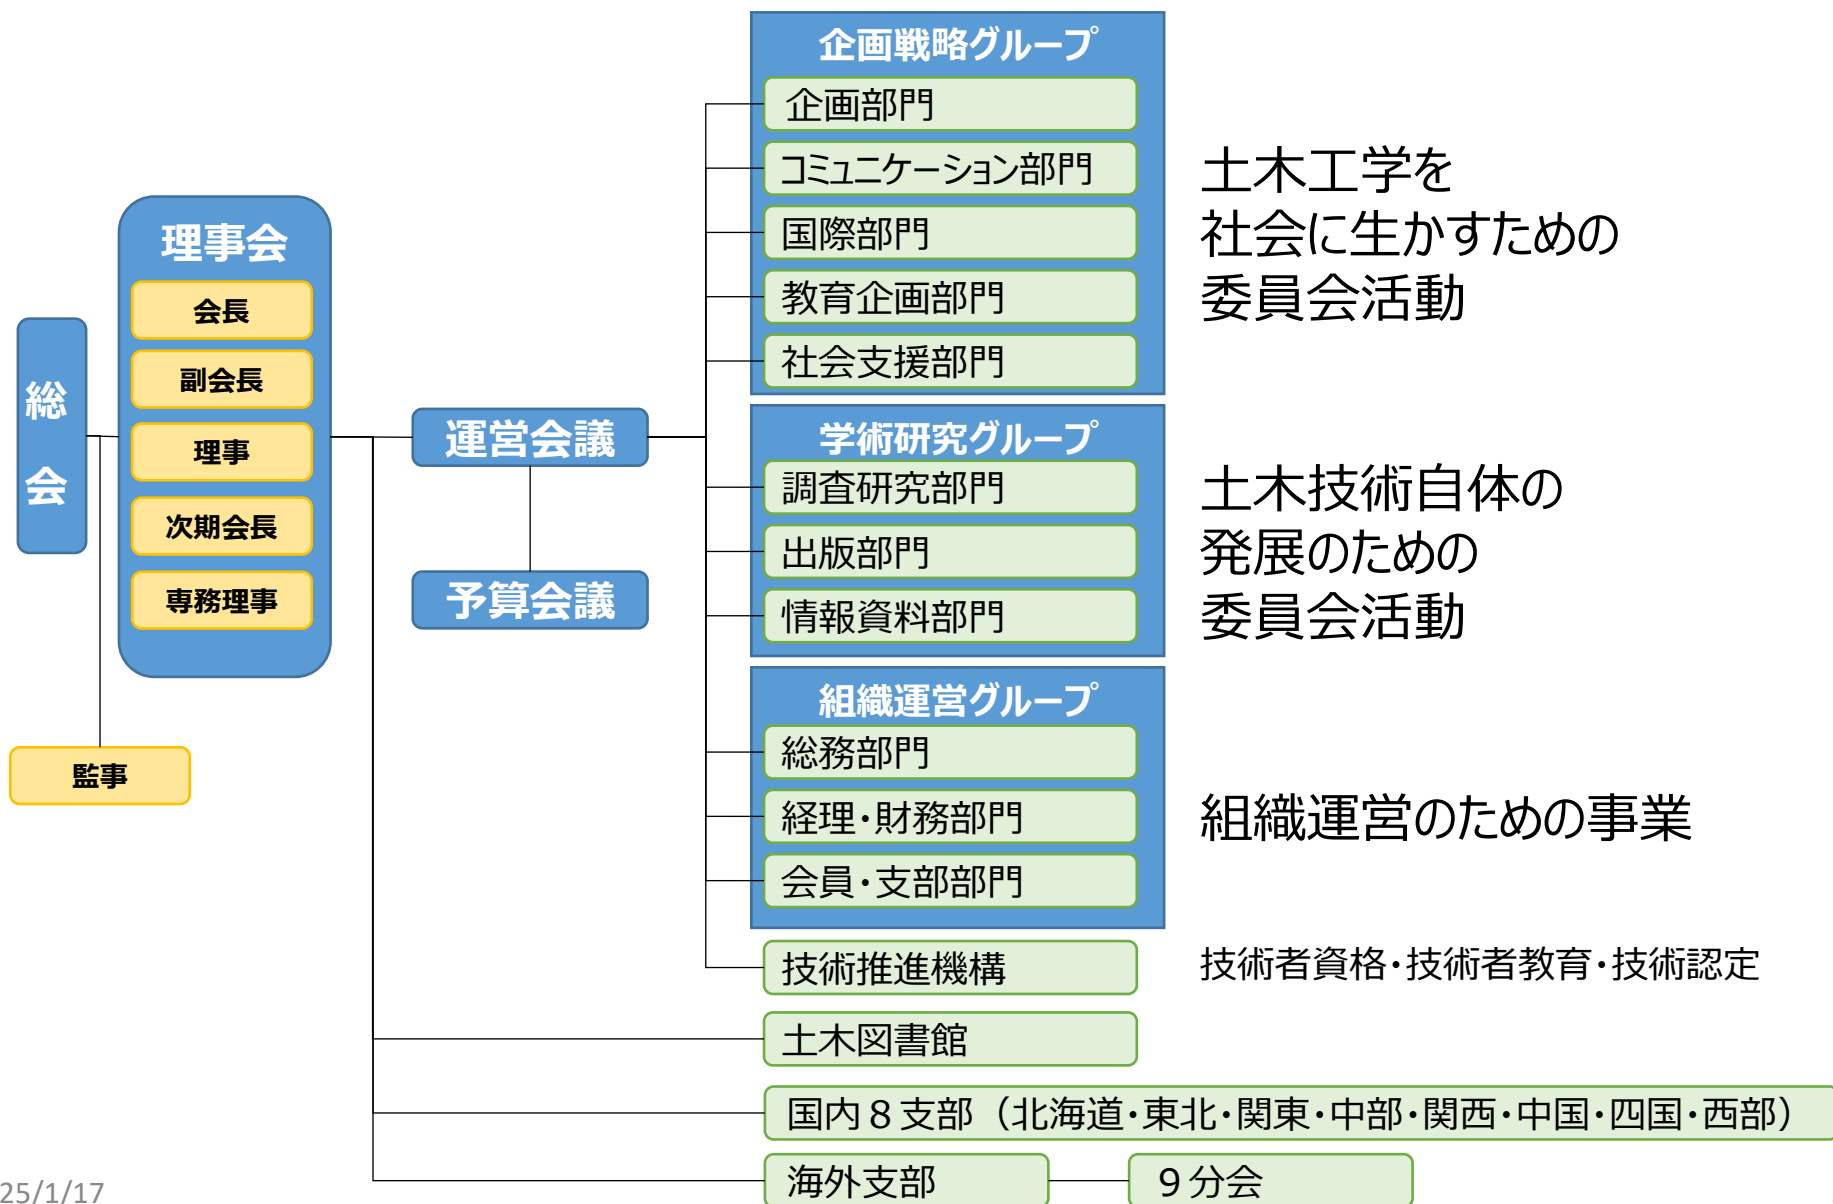 総
会
理事会
会長
副会長
理事
次期会長
専務理事
監事
運営会議
予算会議
企画戦略グループ
企画部門
コミュニケーション部門
国際部門
教育企画部門
社会支援部門
土木工学を
社会に生かすための
委員会活動
学術研究グループ
調査研究部門
出版部門
情報資料部門
土木技術自体の
発展のための
委員会活動
組織運営グループ
総務部門
経理・財務部門
会員・支部部門
組織運営のための事業
技術推進機構
技術者資格・技術者教育・技術認定
土木図書館
国内８支部（北海道・東北・関東・中部・関西・中国・四国・西部）
海外支部
９分会
25/1/17